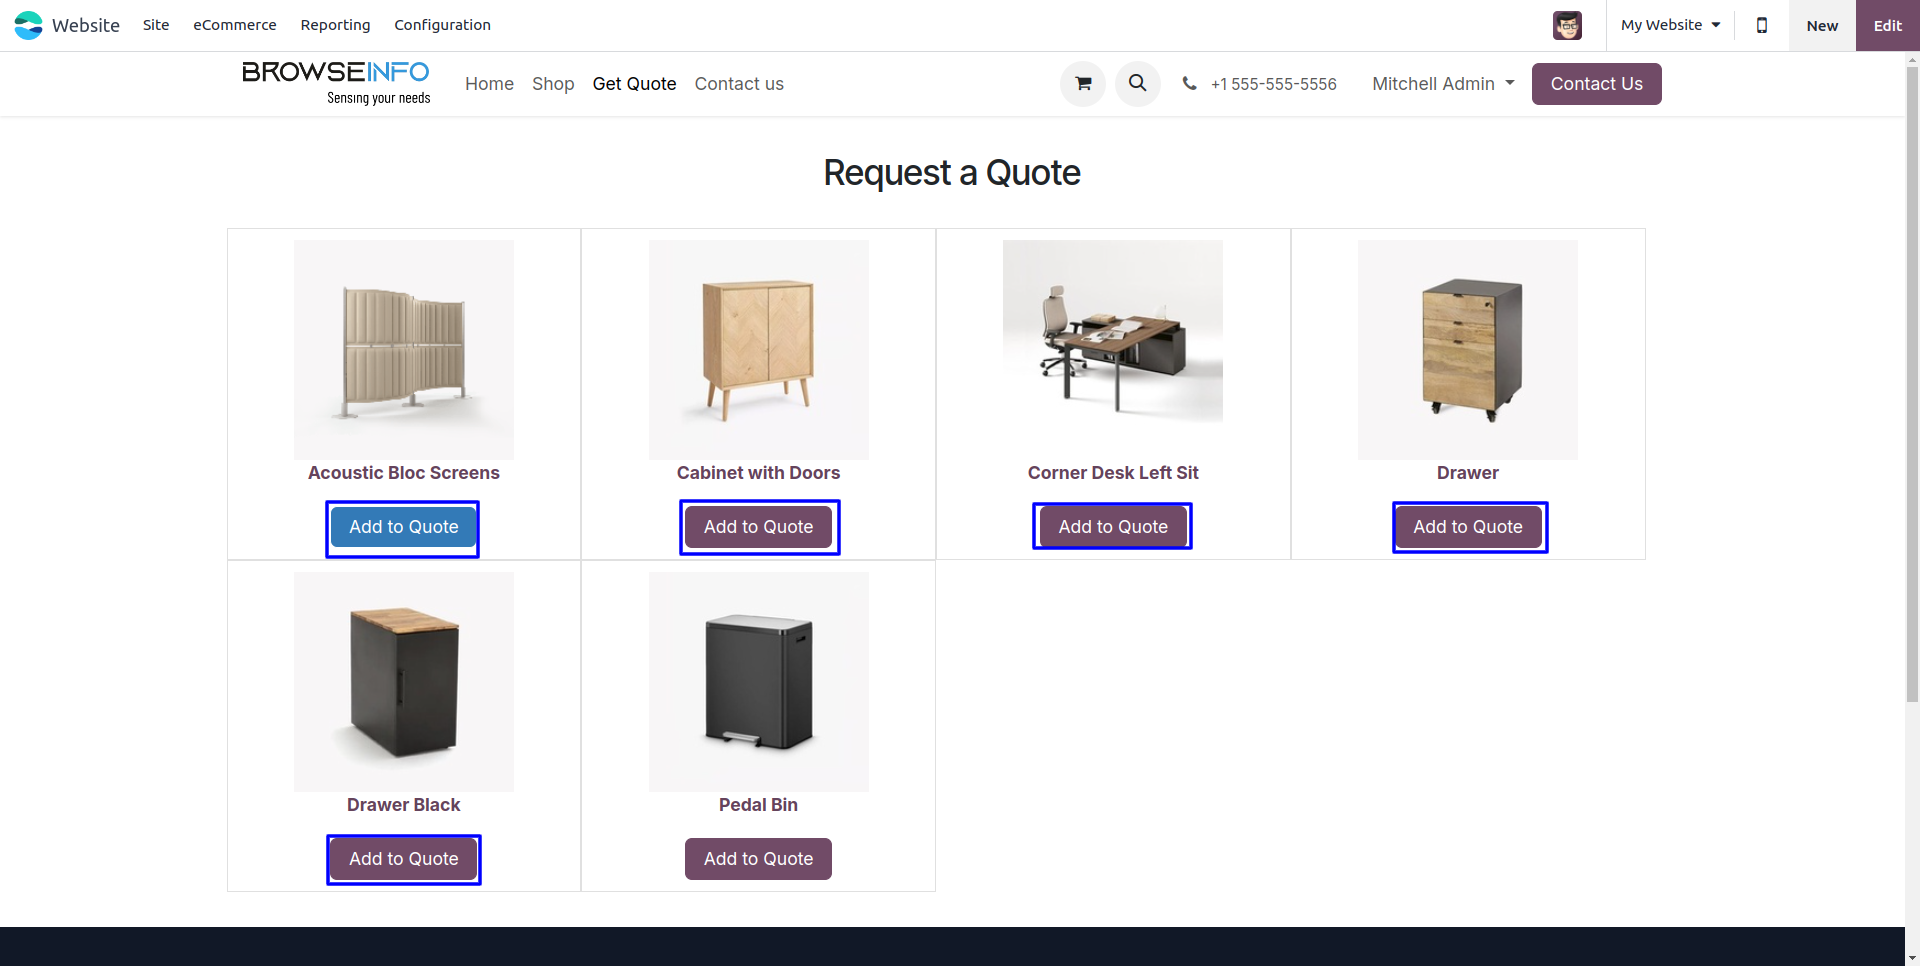 Website Site eCommerce Reporting Configuration My Website New Edit
BROWSEINFO
Sensing your needs
Home Shop Get Quote Contact us +1 555-555-5556 Mitchell Admin Contact Us
Request a Quote
Acoustic Bloc Screens Cabinet with Doors Corner Desk Left Sit Drawer
Add to Quote Add to Quote Add to Quote Add to Quote
Drawer Black Pedal Bin
Add to Quote Add to Quote